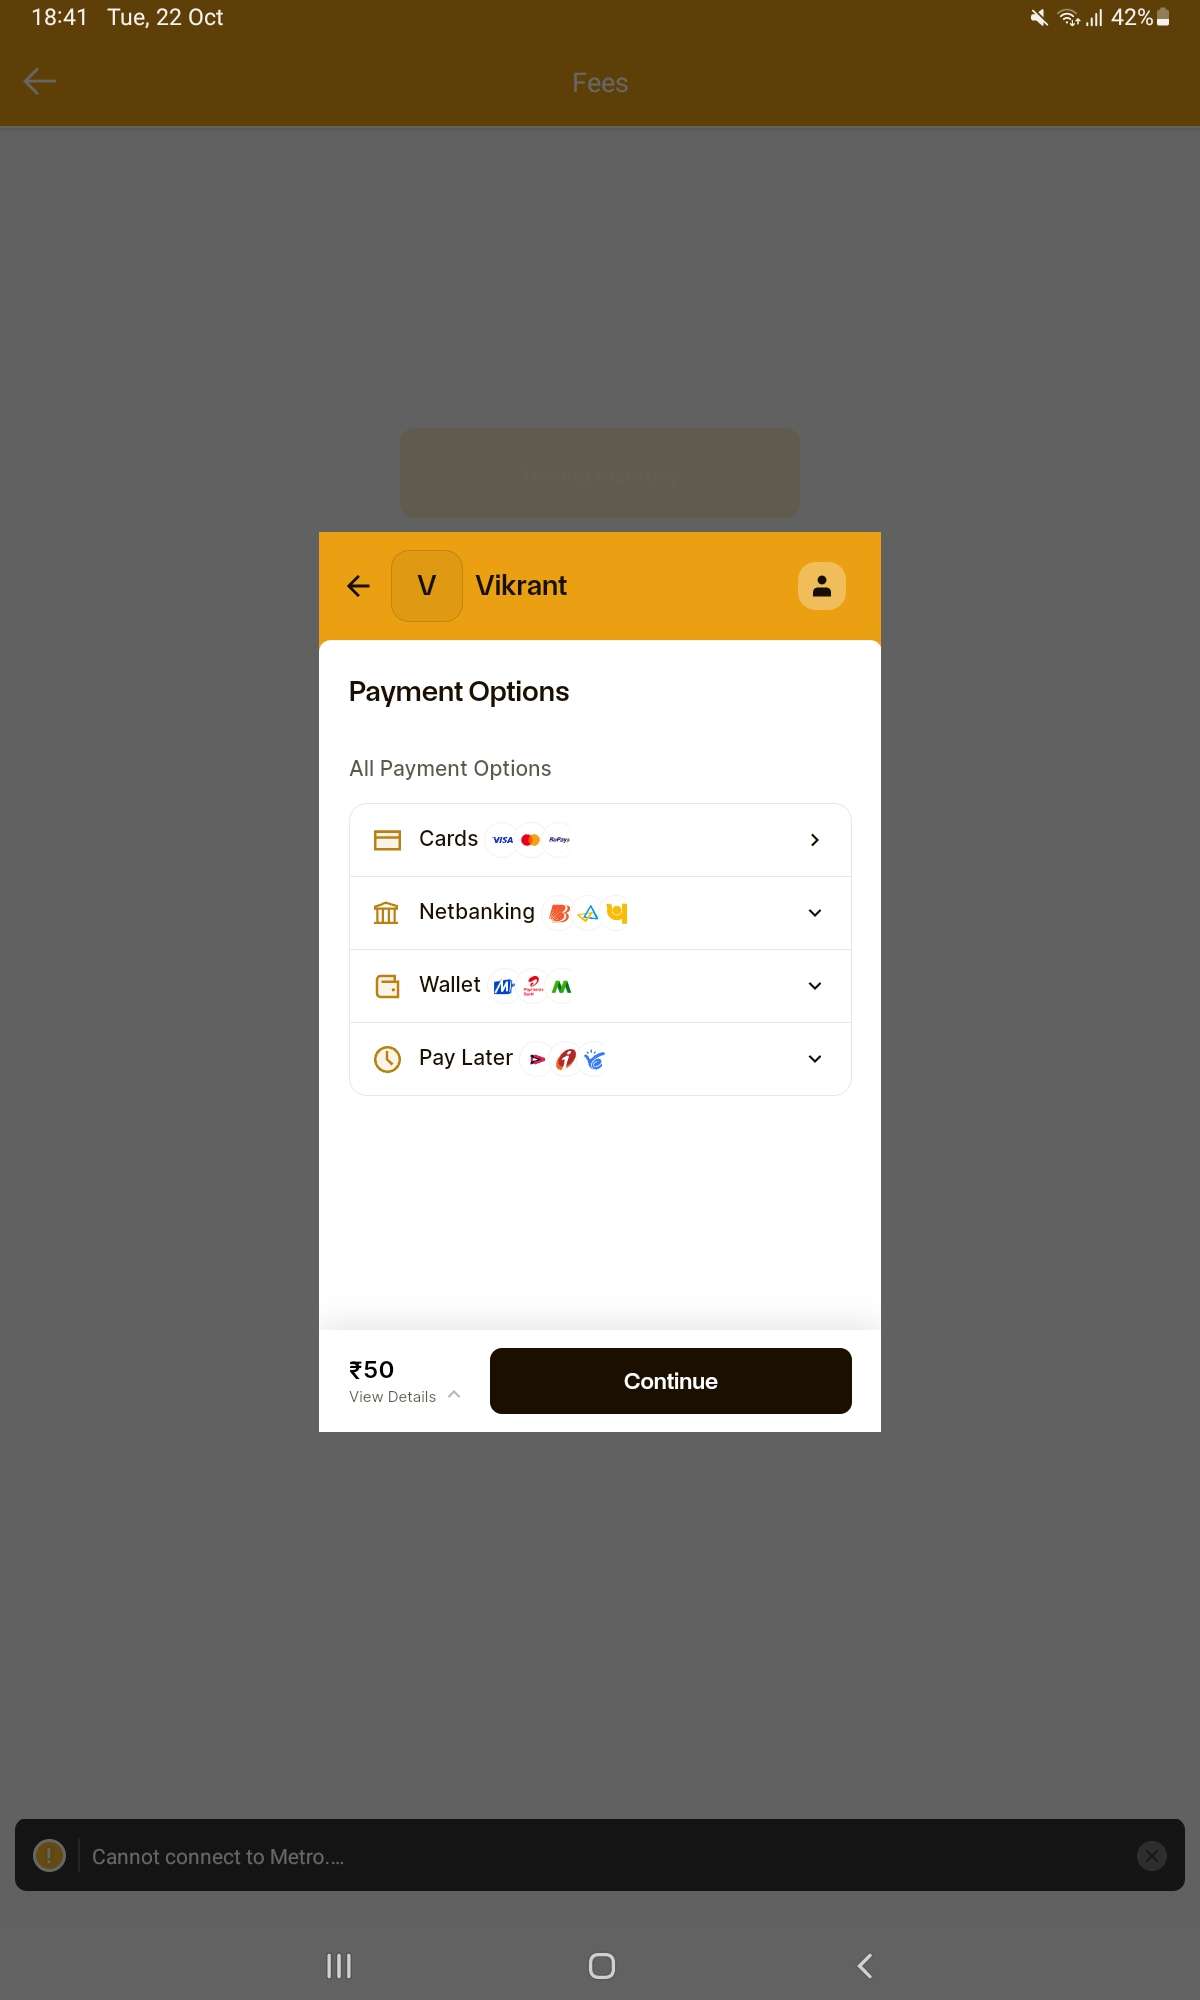 18:41 Tue, 22 Oct 42%
Fees
V Vikrant
Payment Options
All Payment Options
Cards VISA RuPay
Netbanking
Wallet
Pay Later
₹50
View Details
Continue
Cannot connect to Metro....